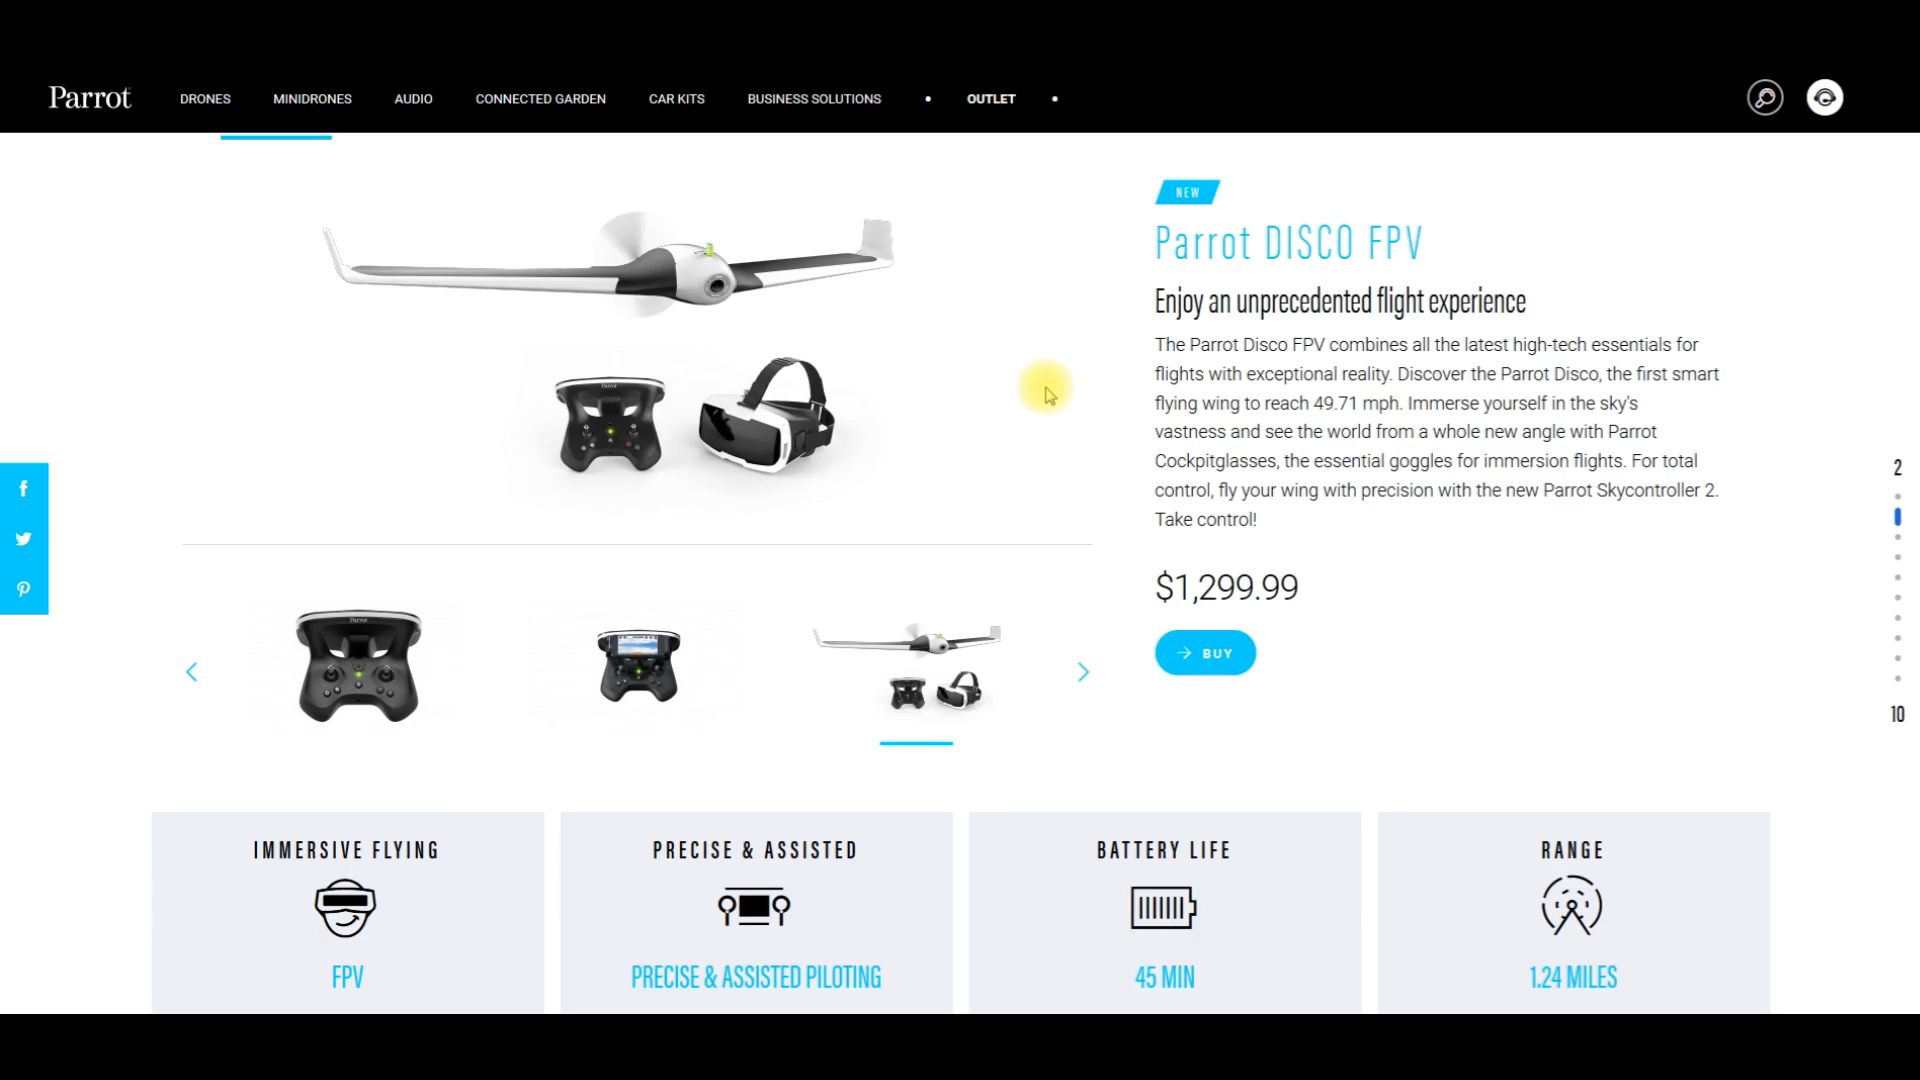 Parrot
DRONES
MINIDRONES
AUDIO
CONNECTED GARDEN
CAR KITS
BUSINESS SOLUTIONS
OUTLET
NEW
Parrot DISCO FPV
Enjoy an unprecedented flight experience
The Parrot Disco FPV combines all the latest high-tech essentials for
flights with exceptional reality. Discover the Parrot Disco, the first smart
flying wing to reach 49.71 mph. Immerse yourself in the sky's
vastness and see the world from a whole new angle with Parrot
Cockpitglasses, the essential goggles for immersion flights. For total
control, fly your wing with precision with the new Parrot Skycontroller 2.
Take control!
$1,299.99
BUY
Parrot
Parrot
2
10
IMMERSIVE FLYING
FPV
PRECISE & ASSISTED
PRECISE & ASSISTED PILOTING
BATTERY LIFE
45 MIN
RANGE
1.24 MILES